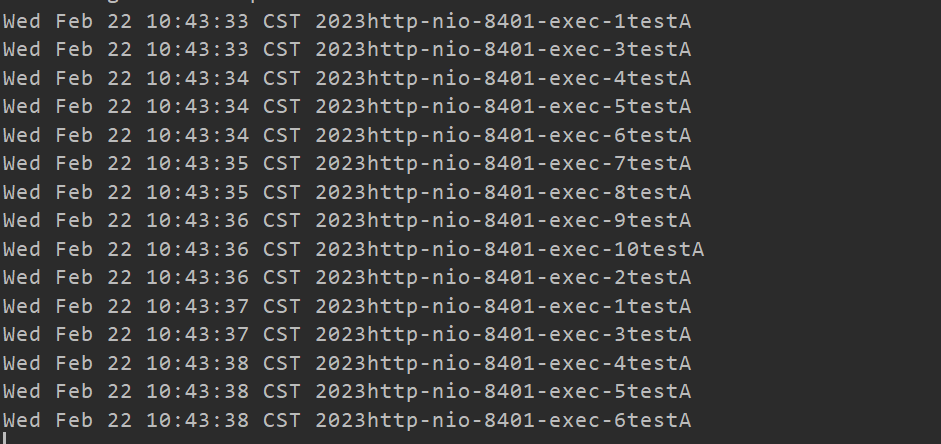 Wed Feb 22 10:43:33 CST 2023http-nio-8401-exec-1testA
Wed Feb 22 10:43:33 CST 2023http-nio-8401-exec-3testA
Wed Feb 22 10:43:34 CST 2023http-nio-8401-exec-4testA
Wed Feb 22 10:43:34 CST 2023http-nio-8401-exec-5testA
Wed Feb 22 10:43:34 CST 2023http-nio-8401-exec-6testA
Wed Feb 22 10:43:35 CST 2023http-nio-8401-exec-7testA
Wed Feb 22 10:43:35 CST 2023http-nio-8401-exec-8testA
Wed Feb 22 10:43:36 CST 2023http-nio-8401-exec-9testA
Wed Feb 22 10:43:36 CST 2023http-nio-8401-exec-10testA
Wed Feb 22 10:43:36 CST 2023http-nio-8401-exec-2testA
Wed Feb 22 10:43:37 CST 2023http-nio-8401-exec-1testA
Wed Feb 22 10:43:37 CST 2023http-nio-8401-exec-3testA
Wed Feb 22 10:43:38 CST 2023http-nio-8401-exec-4testA
Wed Feb 22 10:43:38 CST 2023http-nio-8401-exec-5testA
Wed Feb 22 10:43:38 CST 2023http-nio-8401-exec-6testA